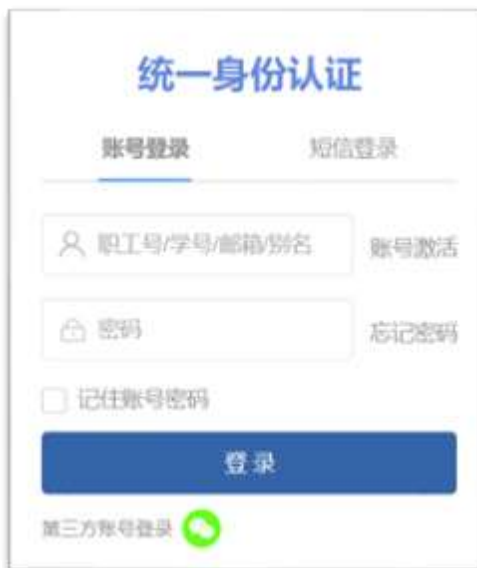 统一身份认证
账号登录 短信登录
职工号/学号/邮箱/别名 账号激活
密码 忘记密码
记住账号密码
登录
第三方账号登录